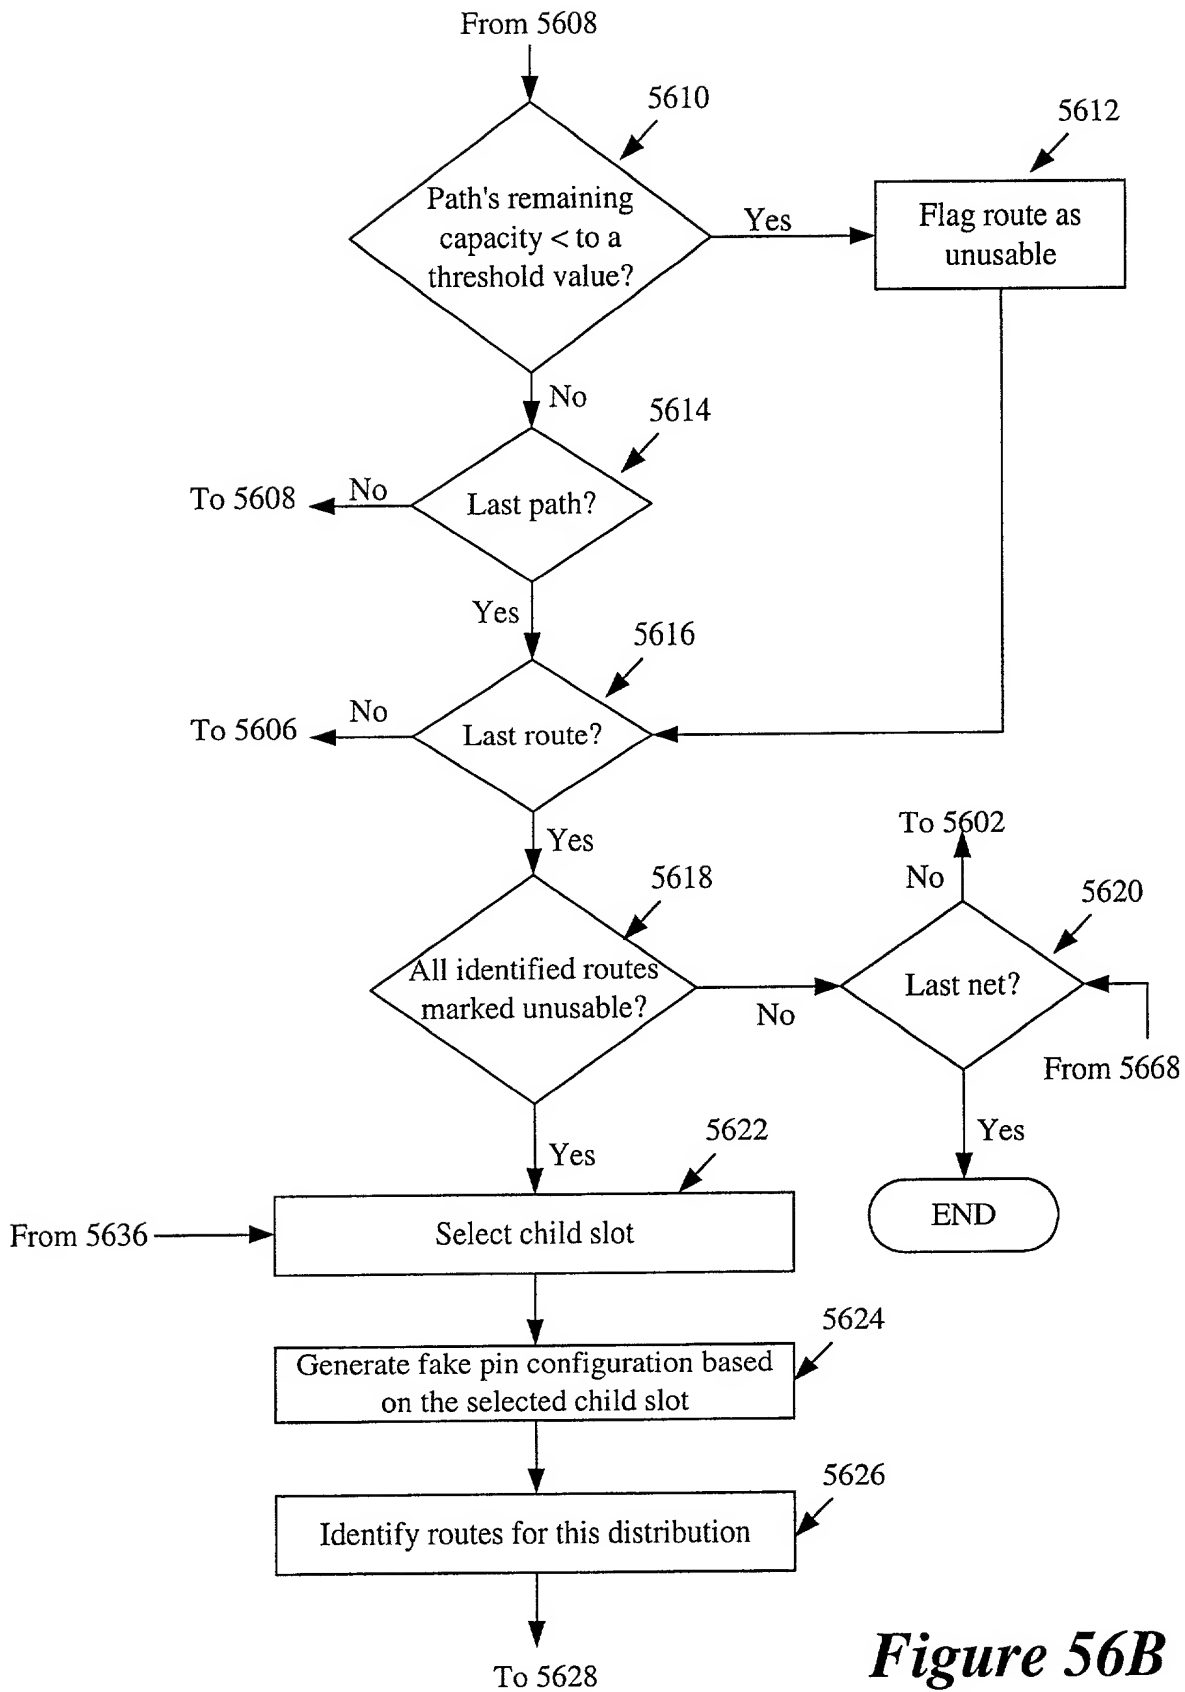 From 5608
5610
5612
Path's remaining
capacity < to a
threshold value?
Yes
Flag route as
unusable
No
5614
To 5608
No
Last path?
Yes
5616
To 5606
No
Last route?
Yes
To 5602
No
5618
5620
All identified routes
marked unusable?
No
Last net?
From 5668
Yes
Yes
5622
From 5636
Select child slot
END
5624
Generate fake pin configuration based
on the selected child slot
5626
Identify routes for this distribution
To 5628
Figure 56B